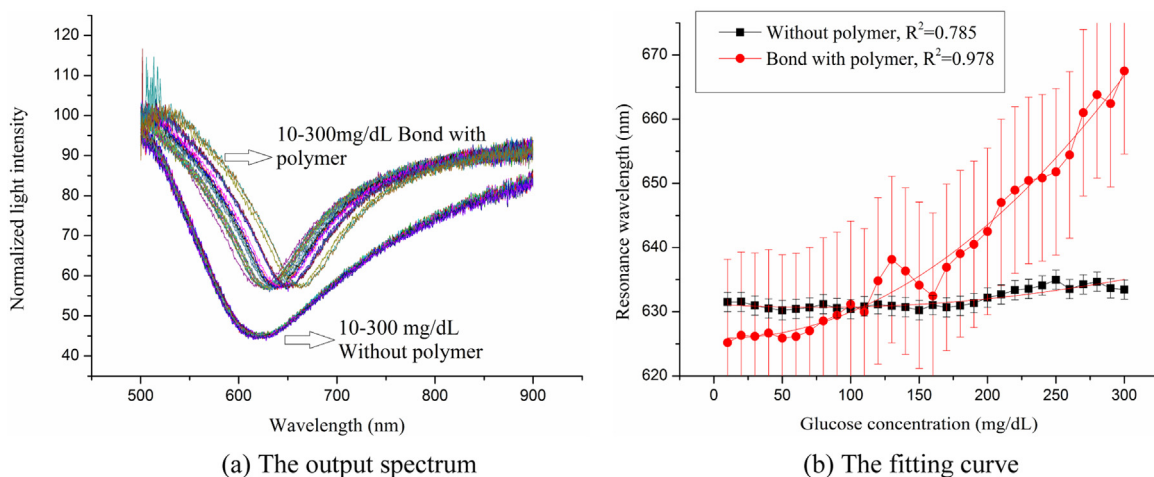 120
110
100
90
80
70
60
50
40
Normalized light intensity
10-300mg/dL Bond with
polymer
10-300 mg/dL
Without polymer
500 600 700 800 900
Wavelength (nm)
(a) The output spectrum
Without polymer, R²=0.785
Bond with polymer, R²=0.978
670
660
650
640
630
620
Resonance wavelength (nm)
0 50 100 150 200 250 300
Glucose concentration (mg/dL)
(b) The fitting curve